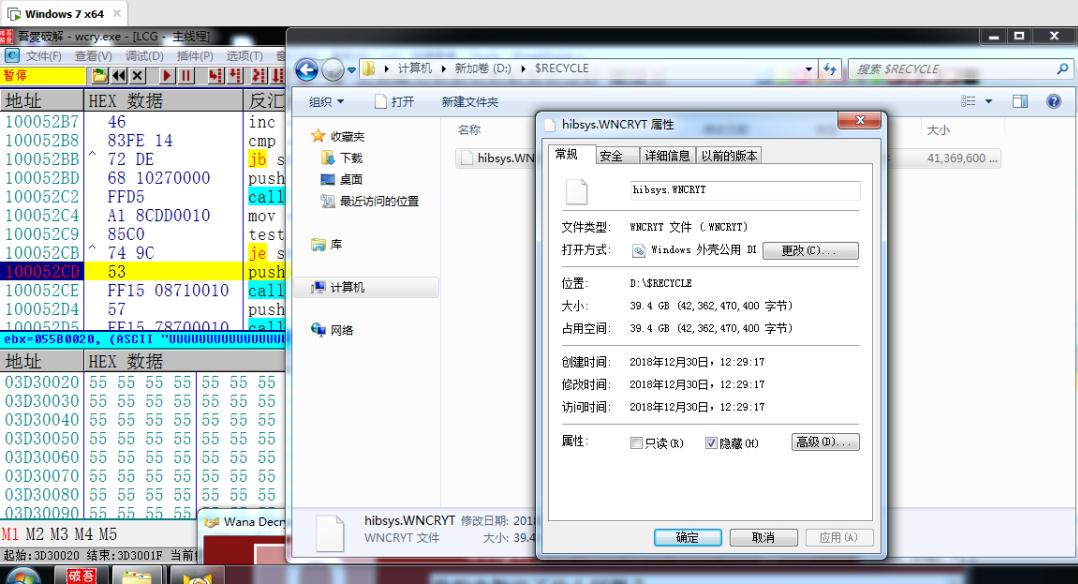 Windows 7 x64
吾愛破解 - wcry.exe - [LCG - 主线程]
文件(F) 查看(V) 调试(D) 插件(P) 选项(T)
暂停
地址 HEX 数据 反汇
100052B7 46 inc
100052B8 83FE 14 cmp
100052BB ^ 72 DE jb s
100052BD 68 10270000 push
100052C2 FFD5 call
100052C4 A1 8CDD0010 mov
100052C9 85C0 test
100052CB ^ 74 9C je s
100052CD 53 push
100052CE FF15 08710010 call
100052D4 57 push
100052D5 FF15 78700010 call
ebx=055B0020, (ASCII "UUUUUUUUUUUUUUUUU
地址 HEX 数据
03D30020 55 55 55 55 55 55 55
03D30030 55 55 55 55 55 55 55
03D30040 55 55 55 55 55 55 55
03D30050 55 55 55 55 55 55 55
03D30060 55 55 55 55 55 55 55
03D30070 55 55 55 55 55 55 55
03D30080 55 55 55 55 55 55 55
03D30090 55 55 55 55 55 55 55
M1 M2 M3 M4 M5
起始:3D30020 结束:3D3001F 当前
Wana Decr
破吾
计算机 新加卷 (D:) $RECYCLE
搜索 $RECYCLE
组织 打开 新建文件夹
收藏夹
下载
桌面
最近访问的位置
库
计算机
网络
名称 大小
hibsys.WN 41,369,600 ...
hibsys.WNCRYT 修改日期: 201
WNCRYT 文件 大小: 39.4
hibsys.WNCRYT 属性
常规 安全 详细信息 以前的版本
hibsys.WNCRYT
文件类型: WNCRYT 文件 (.WNCRYT)
打开方式: Windows 外壳公用 Dl 更改(C)...
位置: D:\$RECYCLE
大小: 39.4 GB (42,362,470,400 字节)
占用空间: 39.4 GB (42,362,470,400 字节)
创建时间: 2018年12月30日，12:29:17
修改时间: 2018年12月30日，12:29:17
访问时间: 2018年12月30日，12:29:17
属性: 只读(R) 隐藏(H) 高级(D)...
确定 取消 应用(A)